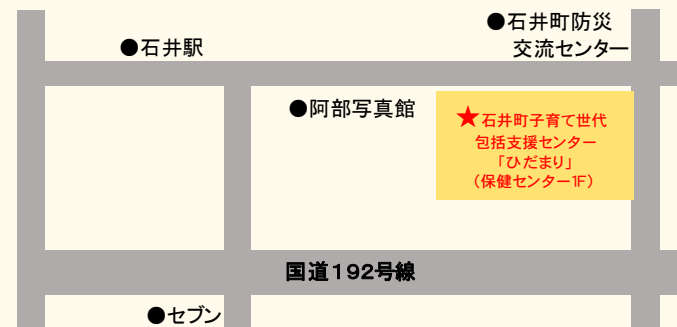 ●石井町防災
交流センター
●石井駅
●阿部写真館
★石井町子育て世代
包括支援センター
「ひだまり」
（保健センター1F）
国道192号線
●セブン